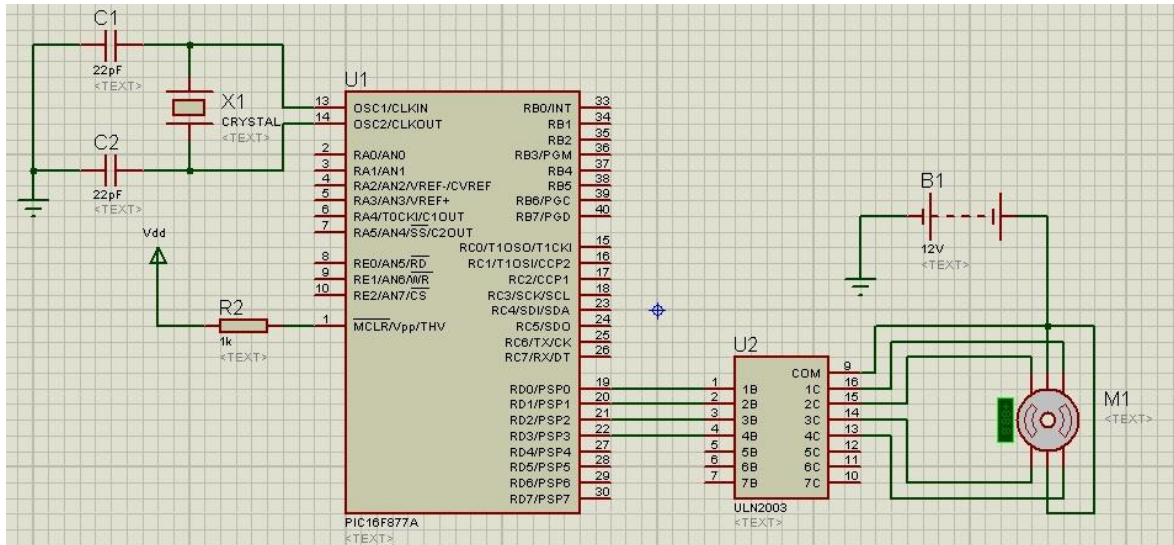 C1
22pF
<TEXT>
X1
CRYSTAL
<TEXT>
C2
22pF
<TEXT>
Vdd
R2
1k
<TEXT>
U1
13 OSC1/CLKIN
14 OSC2/CLKOUT
2 RA0/AN0
3 RA1/AN1
4 RA2/AN2/VREF-/CVREF
5 RA3/AN3/VREF+
6 RA4/T0CKI/C1OUT
7 RA5/AN4/SS/C2OUT
8 RE0/AN5/RD
9 RE1/AN6/WR
10 RE2/AN7/CS
1 MCLR/Vpp/THV
RB0/INT 33
RB1 34
RB2 35
RB3/PGM 36
RB4 37
RB5 38
RB6/PGC 39
RB7/PGD 40
RC0/T1OSO/T1CKI 15
RC1/T1OSI/CCP2 16
RC2/CCP1 17
RC3/SCK/SCL 18
RC4/SDI/SDA 23
RC5/SDO 24
RC6/TX/CK 25
RC7/RX/DT 26
RD0/PSP0 19
RD1/PSP1 20
RD2/PSP2 21
RD3/PSP3 22
RD4/PSP4 27
RD5/PSP5 28
RD6/PSP6 29
RD7/PSP7 30
PIC16F877A
<TEXT>
B1
12V
<TEXT>
U2
COM 9
1 1B 1C 16
2 2B 2C 15
3 3B 3C 14
4 4B 4C 13
5 5B 5C 12
6 6B 6C 11
7 7B 7C 10
ULN2003
<TEXT>
M1
<TEXT>